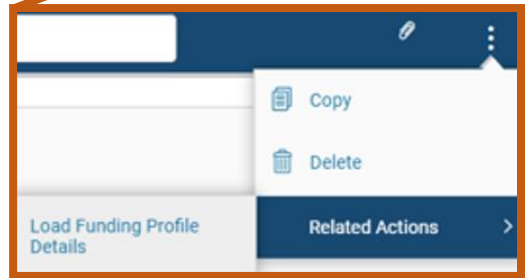 Copy
Delete
Load Funding Profile
Details
Related Actions